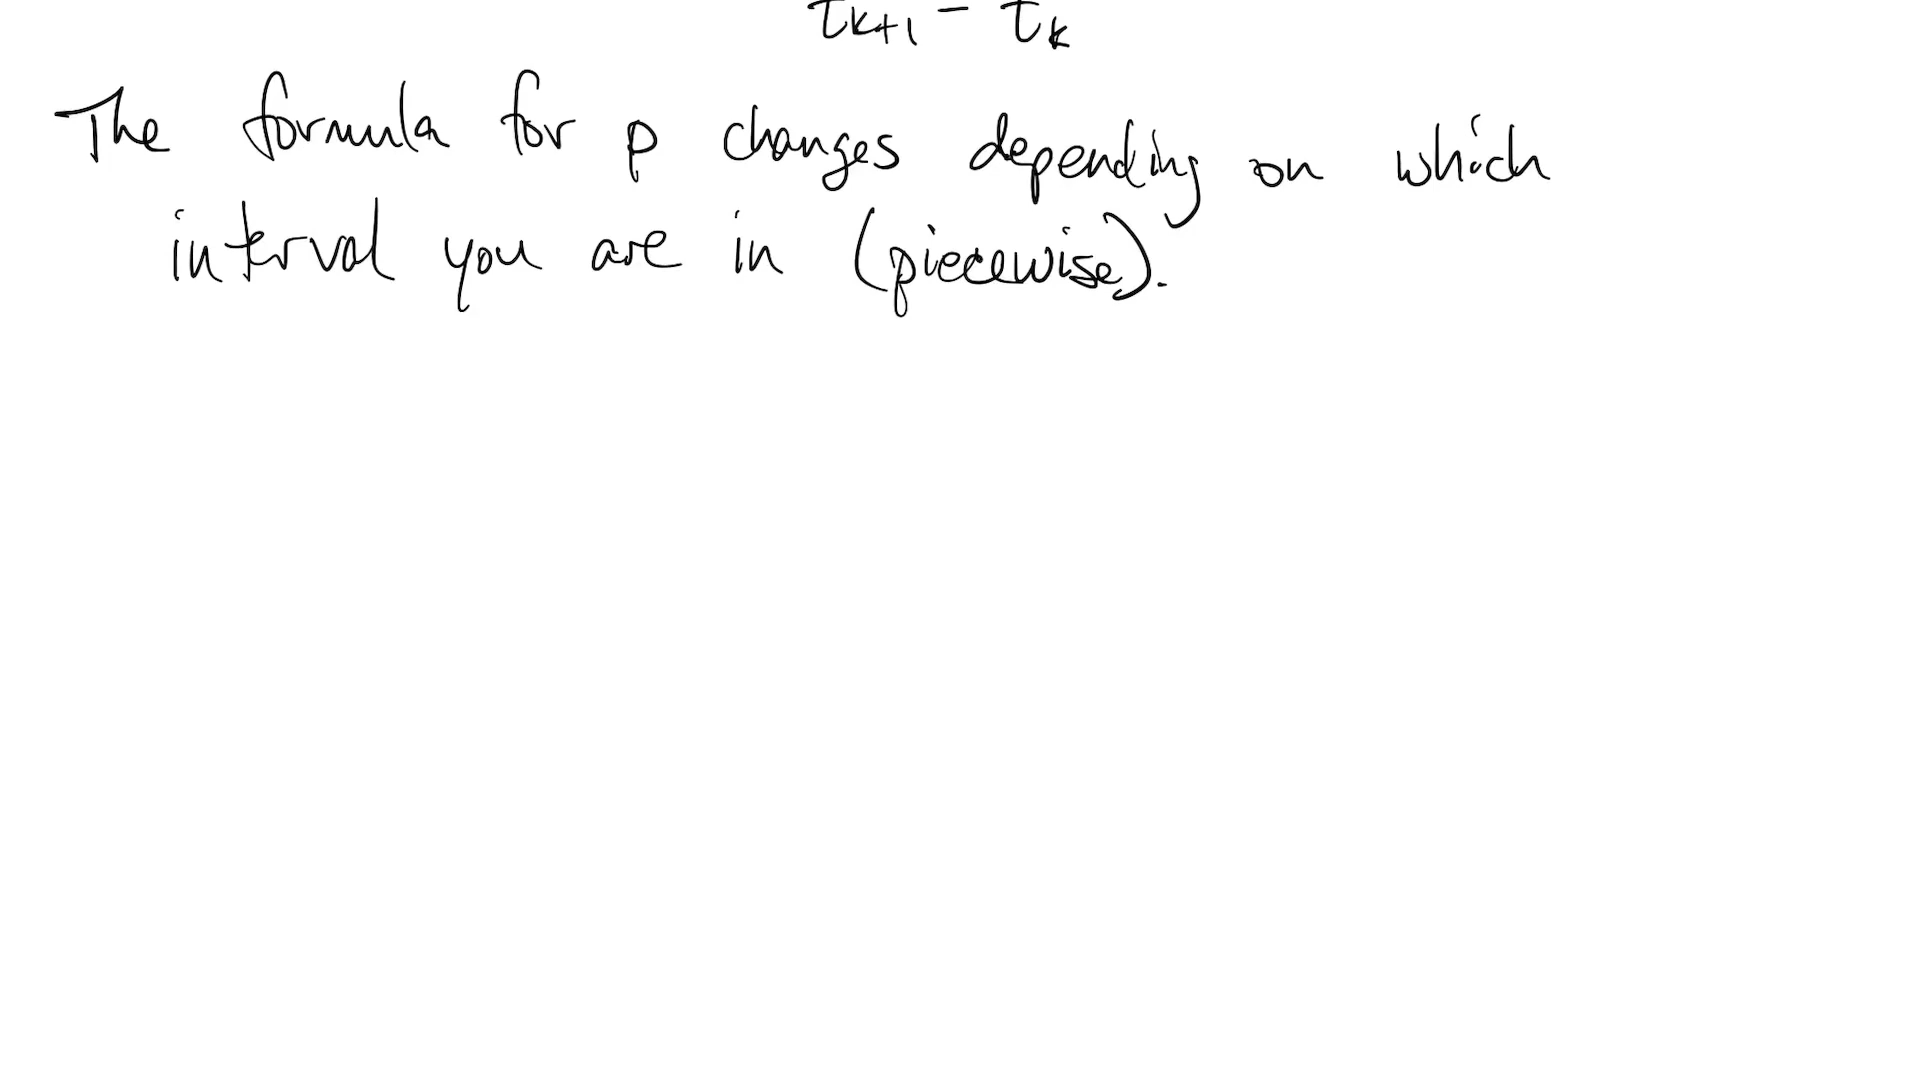 t_{k+1} - t_k
The formula for p changes depending on which
interval you are in (piecewise).